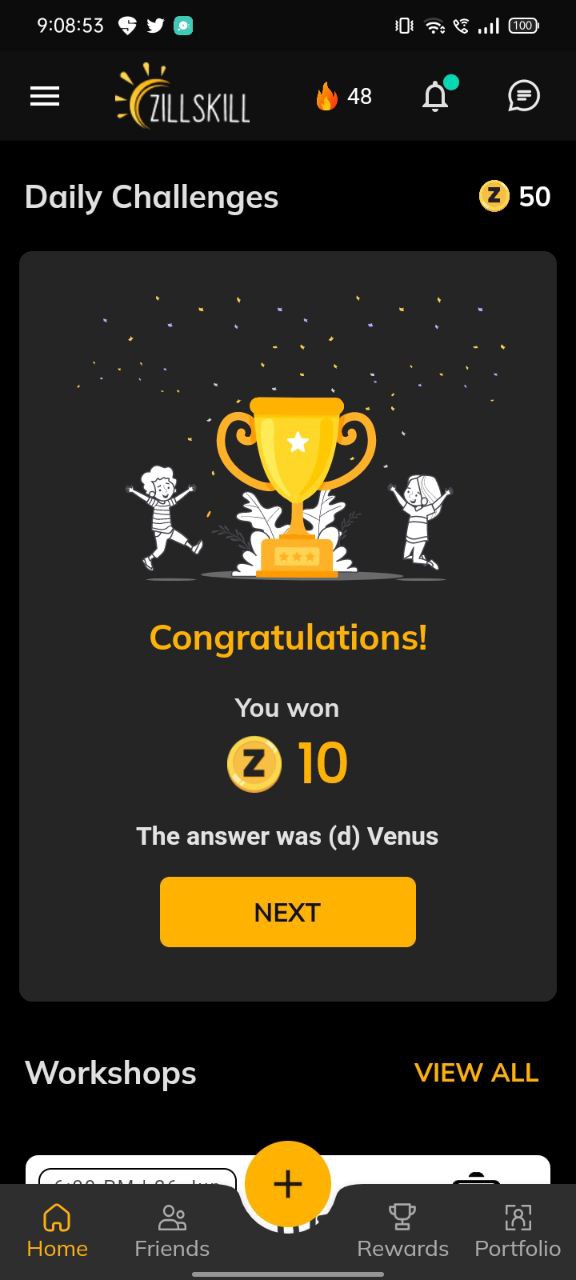 9:08:53
100
ZILLSKILL
48
Daily Challenges
Z 50
Congratulations!
You won
Z 10
The answer was (d) Venus
NEXT
Workshops
VIEW ALL
+
Home
Friends
Rewards
Portfolio